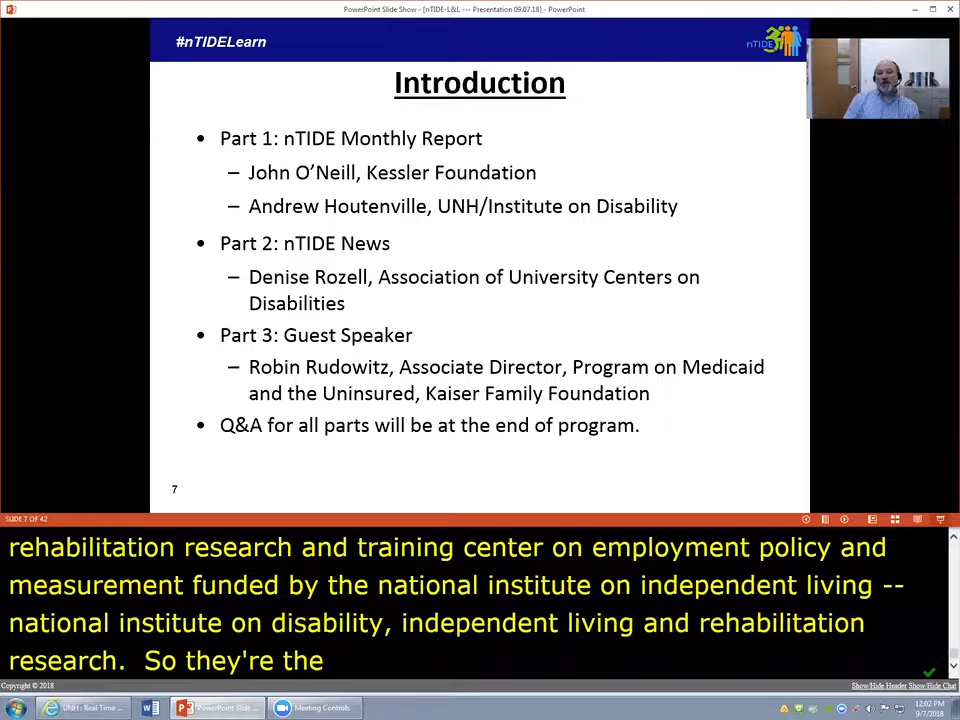 PowerPoint Slide Show - [nTIDE-L&L --- Presentation 09.07.18] - PowerPoint
#nTIDELearn
nTIDE
Introduction
• Part 1: nTIDE Monthly Report
– John O’Neill, Kessler Foundation
– Andrew Houtenville, UNH/Institute on Disability
• Part 2: nTIDE News
– Denise Rozell, Association of University Centers on
Disabilities
• Part 3: Guest Speaker
– Robin Rudowitz, Associate Director, Program on Medicaid
and the Uninsured, Kaiser Family Foundation
• Q&A for all parts will be at the end of program.
7
SLIDE 7 OF 42
rehabilitation research and training center on employment policy and
measurement funded by the national institute on independent living --
national institute on disability, independent living and rehabilitation
research.  So they're the
Copyright © 2018
Show/Hide Header Show/Hide Chat
UNH : Real Time ...
PowerPoint Slide ...
Meeting Controls
12:02 PM
9/7/2018